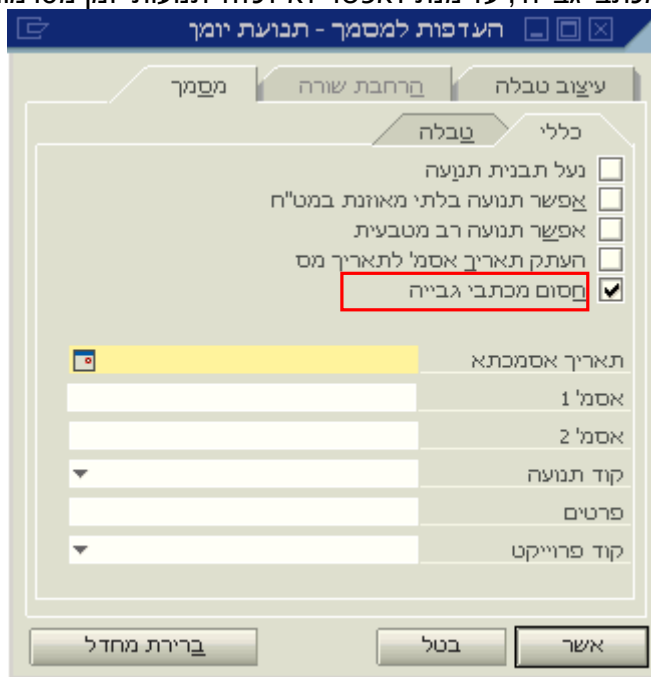 העדפות למסמך - תנועת יומן
עיצוב טבלה הרחבת שורה מסמך
כללי טבלה
נעל תבנית תנועה
אפשר תנועה בלתי מאוזנת במט"ח
אפשר תנועה רב מטבעית
העתק תאריך אסמ' לתאריך מס
חסום מכתבי גבייה
תאריך אסמכתא
אסמ' 1
אסמ' 2
קוד תנועה
פרטים
קוד פרוייקט
אשר בטל ברירת מחדל